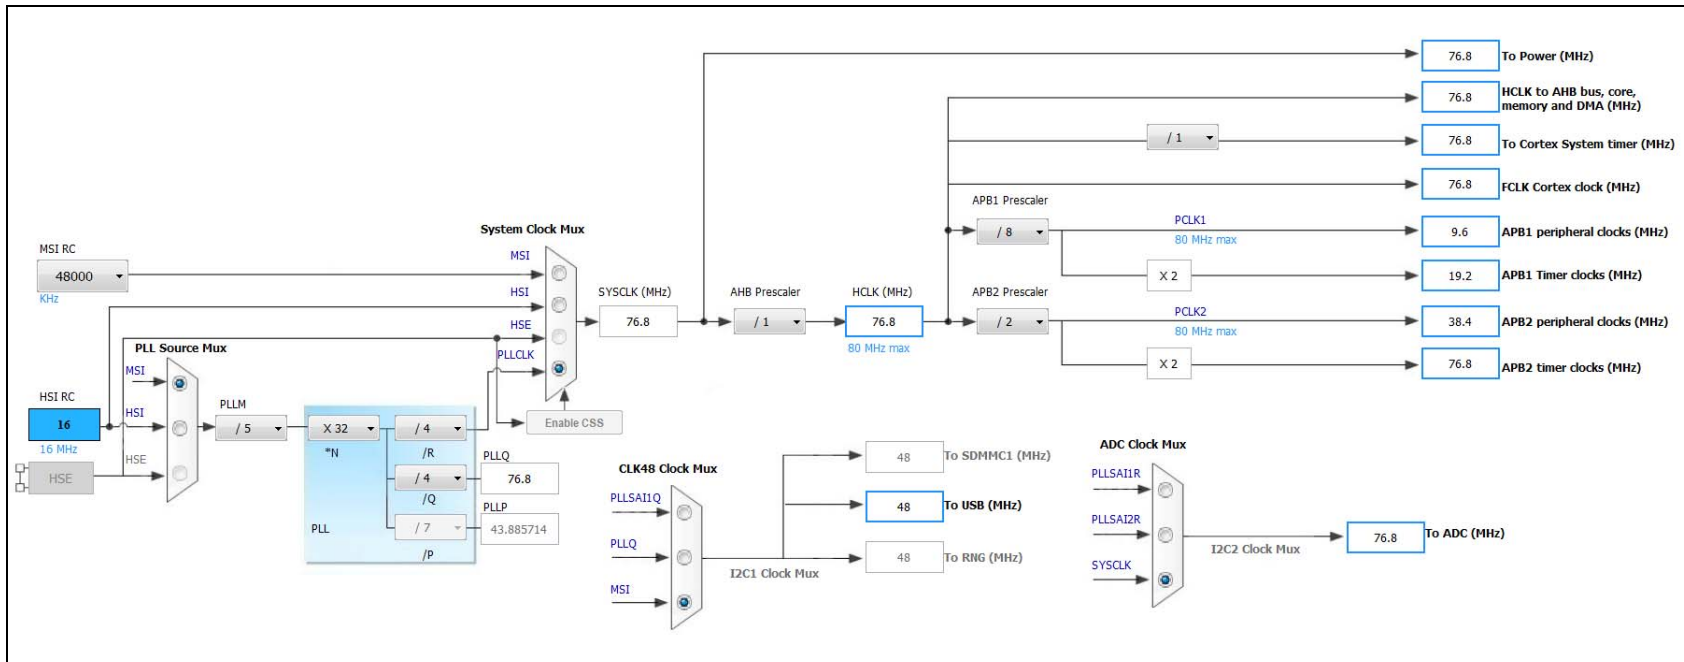 76.8 To Power (MHz)
76.8 HCLK to AHB bus, core,
memory and DMA (MHz)
/ 1 76.8 To Cortex System timer (MHz)
76.8 FCLK Cortex clock (MHz)
APB1 Prescaler
/ 8 PCLK1 9.6 APB1 peripheral clocks (MHz)
80 MHz max
X 2 19.2 APB1 Timer clocks (MHz)
System Clock Mux
MSI RC
48000
KHz
MSI
HSI
HSE
PLLCLK
SYSCLK (MHz)
76.8
AHB Prescaler
/ 1
HCLK (MHz)
76.8
80 MHz max
APB2 Prescaler
/ 2 PCLK2 38.4 APB2 peripheral clocks (MHz)
80 MHz max
X 2 76.8 APB2 timer clocks (MHz)
Enable CSS
PLL Source Mux
MSI
HSI
HSE
HSI RC
16
16 MHz
HSE
PLLM
/ 5
X 32
*N
/ 4
/R
/ 4
/Q
/ 7
/P
PLL
PLLQ
76.8
PLLP
43.885714
CLK48 Clock Mux
PLLSAI1Q
PLLQ
MSI
I2C1 Clock Mux
48 To SDMMC1 (MHz)
48 To USB (MHz)
48 To RNG (MHz)
ADC Clock Mux
PLLSAI1R
PLLSAI2R
SYSCLK
I2C2 Clock Mux
76.8 To ADC (MHz)